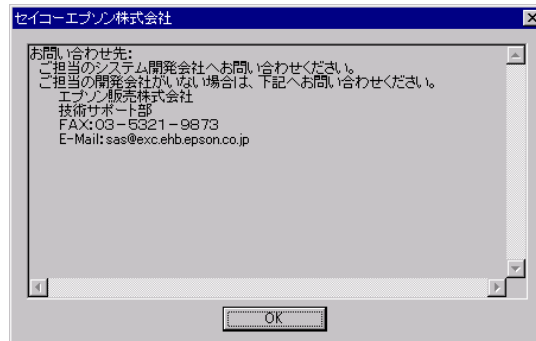 セイコーエプソン株式会社
お問い合わせ先:
ご担当のシステム開発会社へお問い合わせください。
ご担当の開発会社がいない場合は、下記へお問い合わせください。
エプソン販売株式会社
技術サポート部
FAX:03－5321－9873
E-Mail:sas@exc.ehb.epson.co.jp
OK